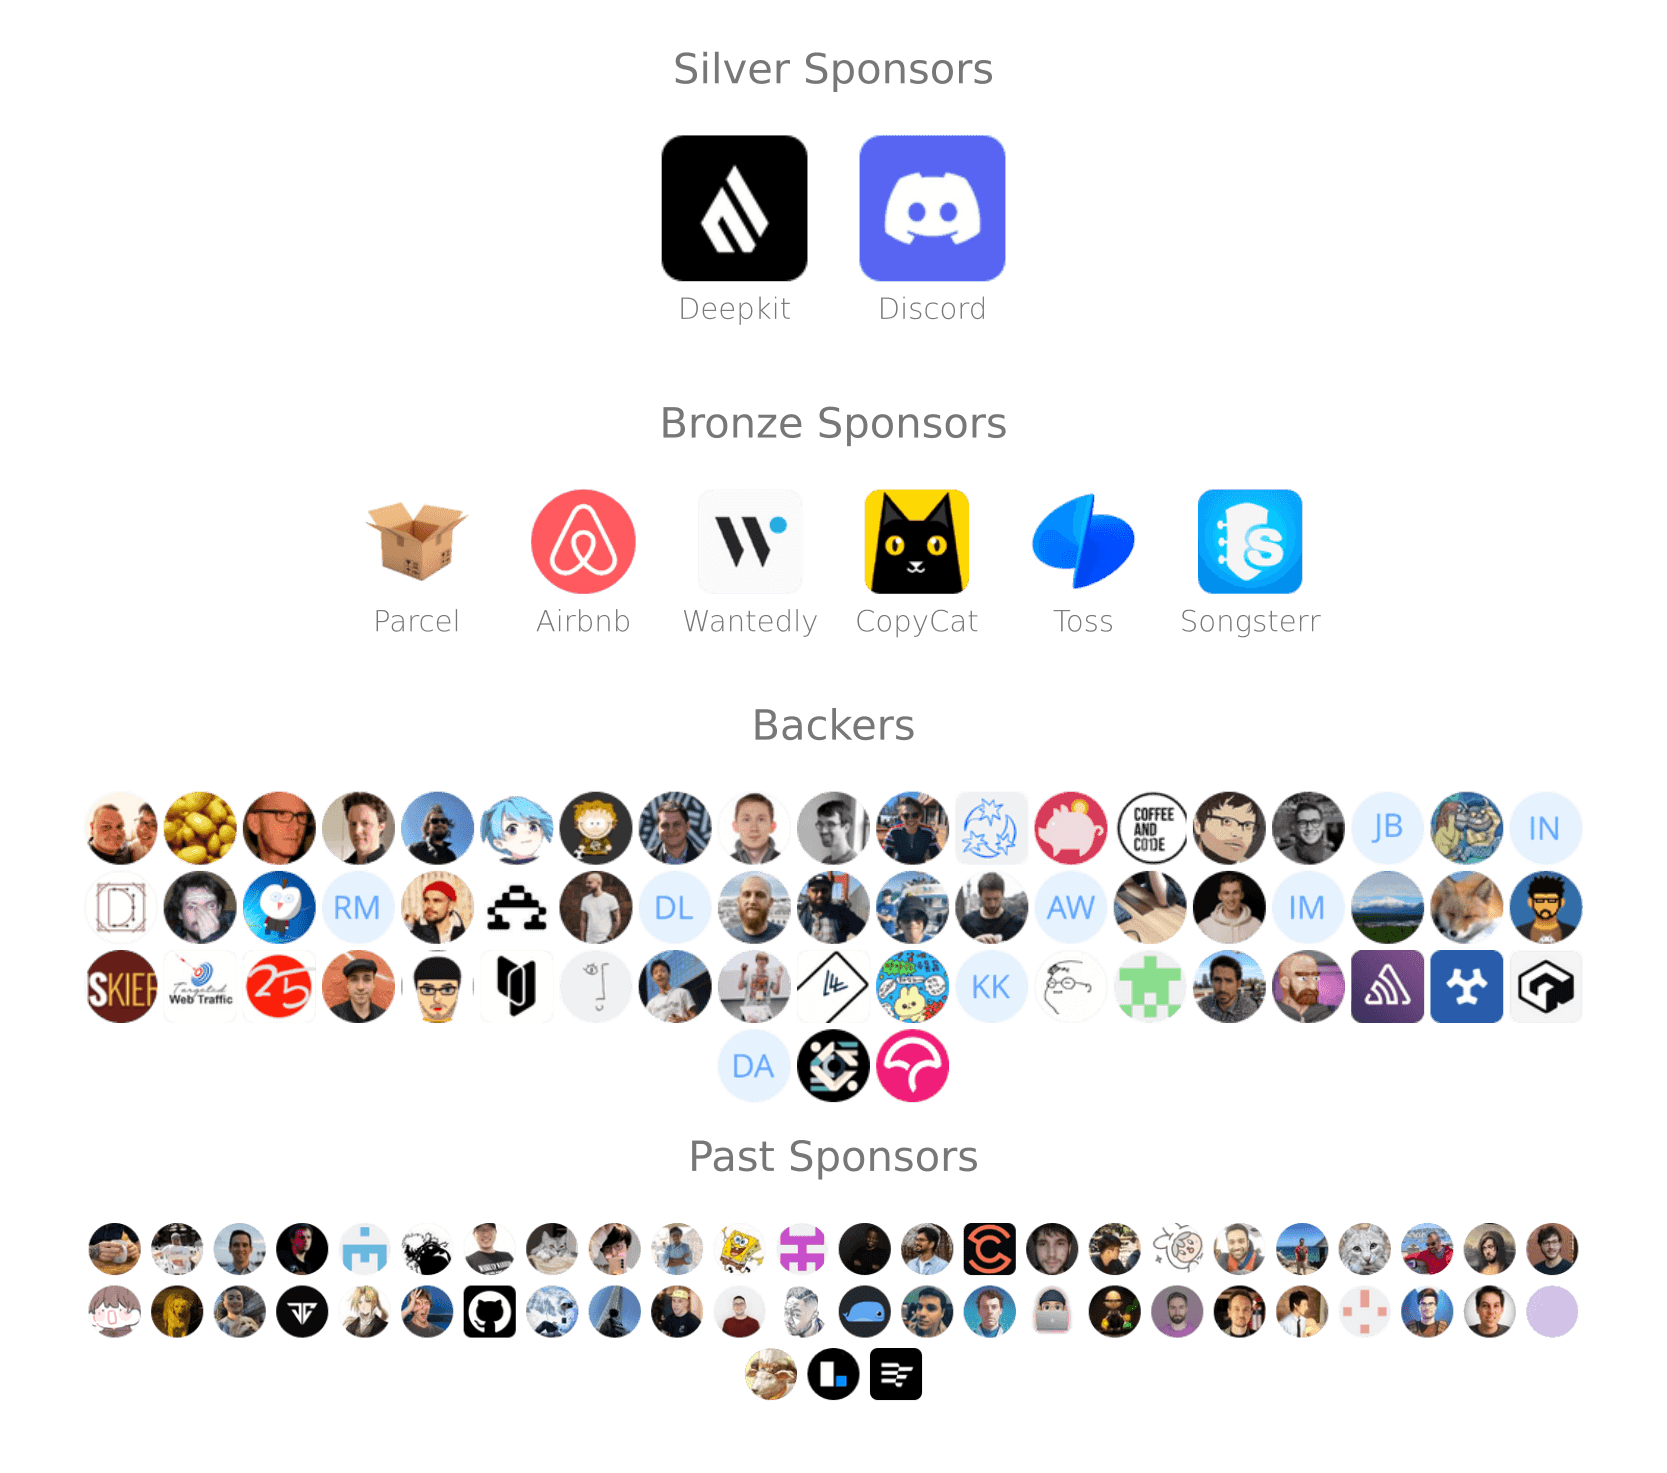 Silver Sponsors
Deepkit
Discord
Bronze Sponsors
Parcel
Airbnb
Wantedly
CopyCat
Toss
Songsterr
Backers
COFFEE
AND
CODE
JB
IN
RM
DL
AW
IM
SKIEF
Targeted
Web Traffic
25
KK
DA
Past Sponsors